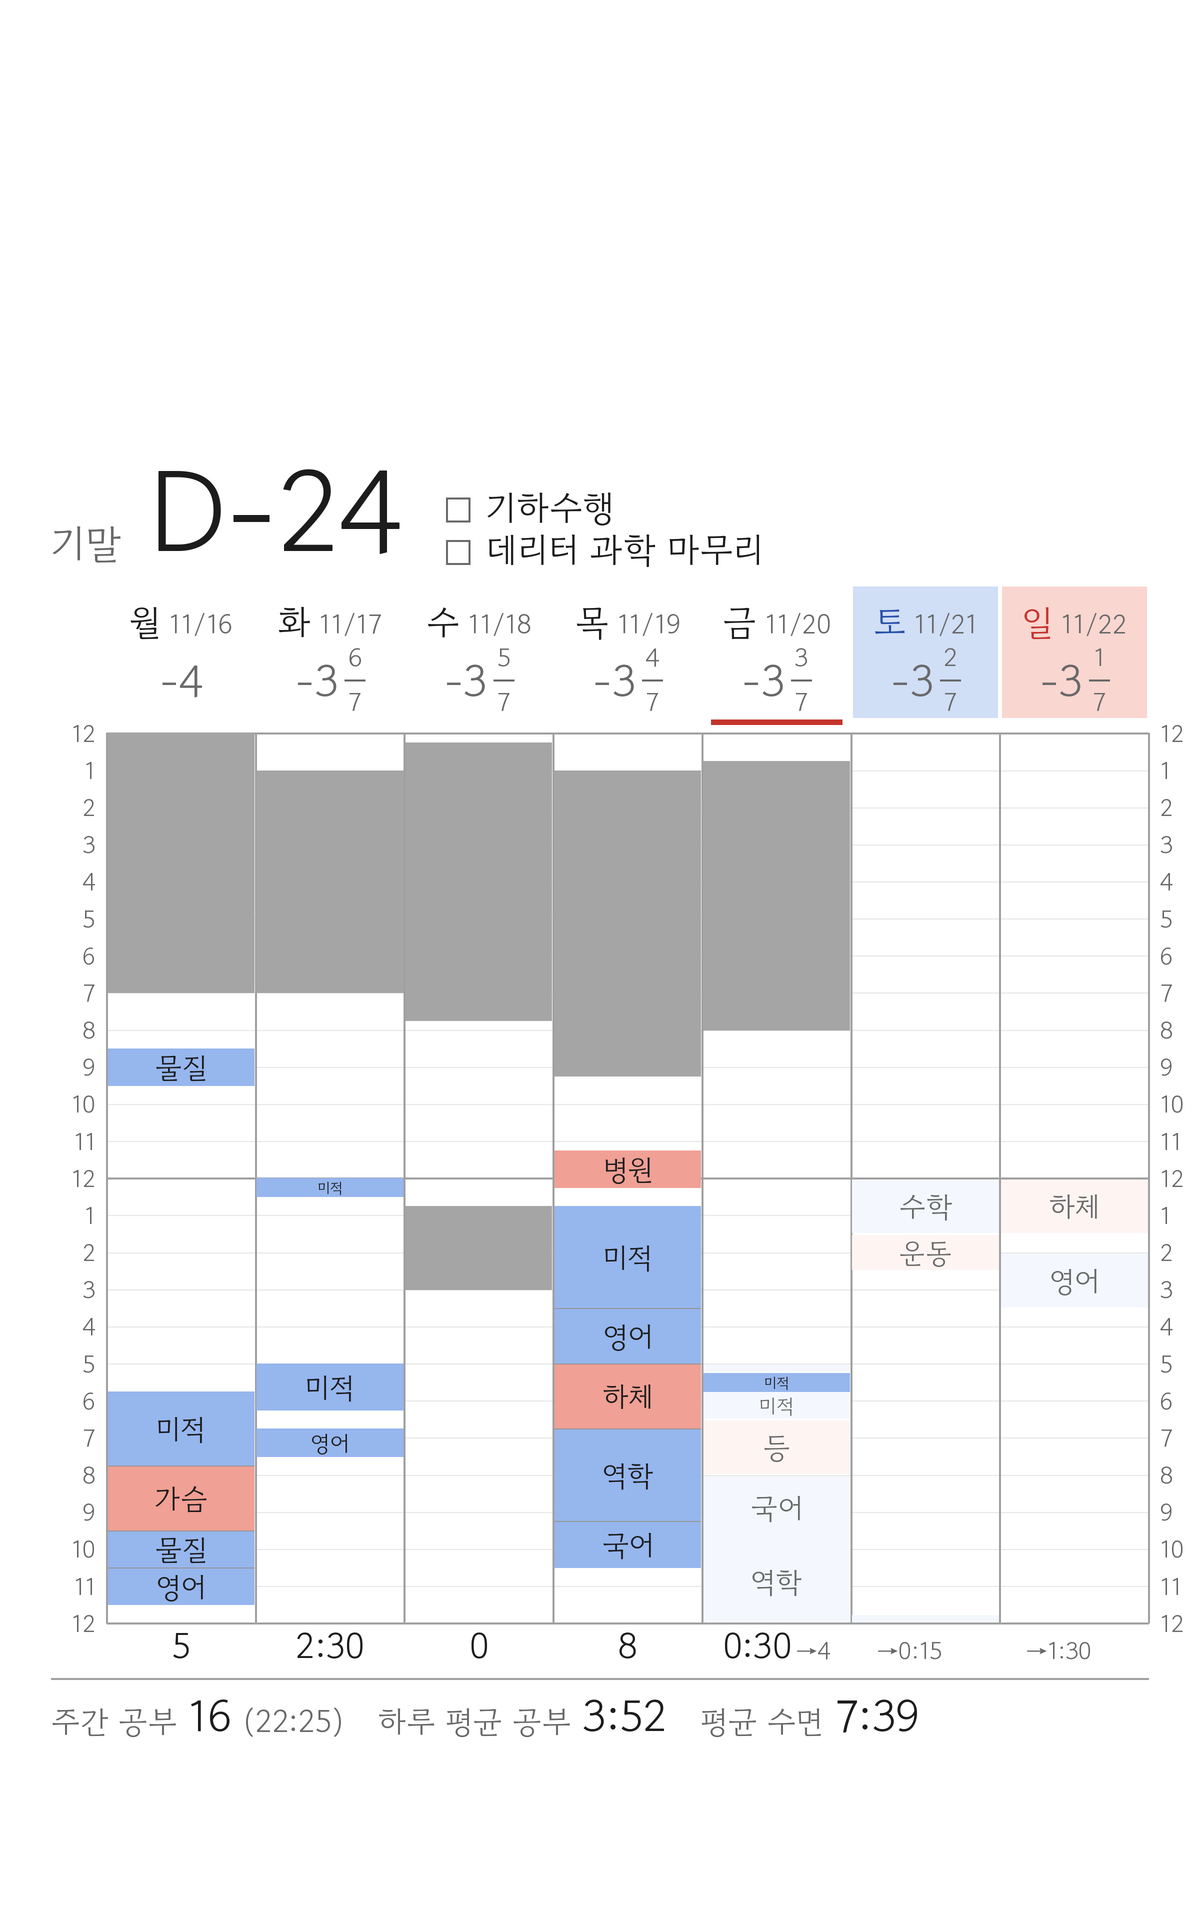 기말 D-24
□ 기하수행
□ 데리터 과학 마무리
월 11/16 화 11/17 수 11/18 목 11/19 금 11/20 토 11/21 일 11/22
-4 -3 6/7 -3 5/7 -3 4/7 -3 3/7 -3 2/7 -3 1/7
12 12
1 1
2 2
3 3
4 4
5 5
6 6
7 7
8 8
9 물질 9
10 10
11 11
병원
12 12
미적
1 수학 하체 1
2 미적 운동 2
3 영어 3
4 영어 4
5 5
미적 하체 미적
6 미적 6
7 미적 영어 등 7
8 역학 8
9 가슴 국어 9
10 물질 국어 10
11 영어 역학 11
12 12
5 2:30 0 8 0:30→4 →0:15 →1:30
주간 공부 16 (22:25) 하루 평균 공부 3:52 평균 수면 7:39